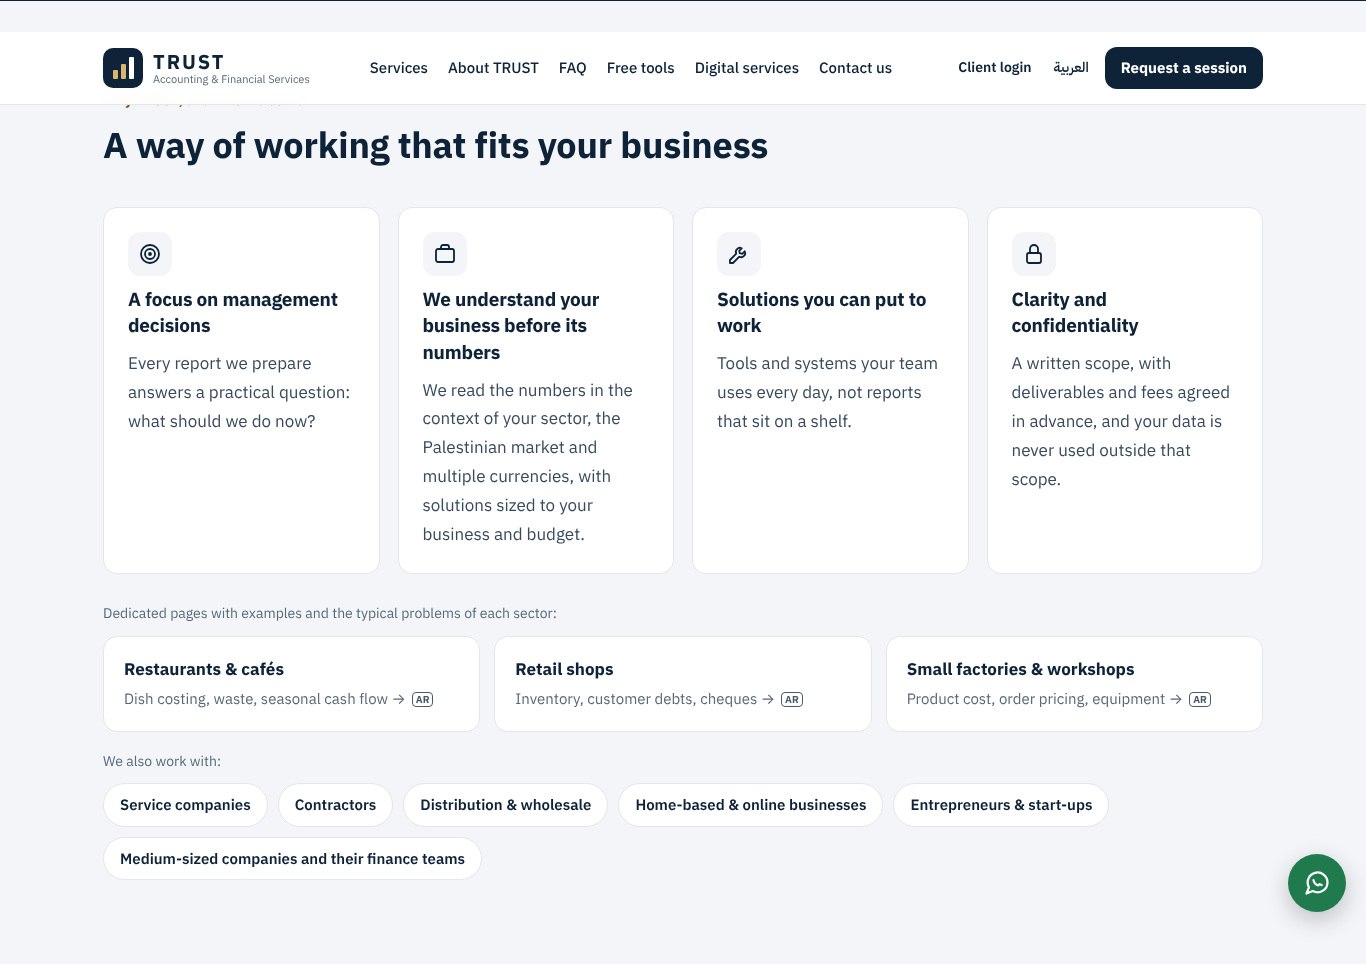 TRUST
Accounting & Financial Services
Services
About TRUST
FAQ
Free tools
Digital services
Contact us
Client login
العربية
Request a session
A way of working that fits your business
A focus on management
decisions
Every report we prepare
answers a practical question:
what should we do now?
We understand your
business before its
numbers
We read the numbers in the
context of your sector, the
Palestinian market and
multiple currencies, with
solutions sized to your
business and budget.
Solutions you can put to
work
Tools and systems your team
uses every day, not reports
that sit on a shelf.
Clarity and
confidentiality
A written scope, with
deliverables and fees agreed
in advance, and your data is
never used outside that
scope.
Dedicated pages with examples and the typical problems of each sector:
Restaurants & cafés
Dish costing, waste, seasonal cash flow → AR
Retail shops
Inventory, customer debts, cheques → AR
Small factories & workshops
Product cost, order pricing, equipment → AR
We also work with:
Service companies
Contractors
Distribution & wholesale
Home-based & online businesses
Entrepreneurs & start-ups
Medium-sized companies and their finance teams